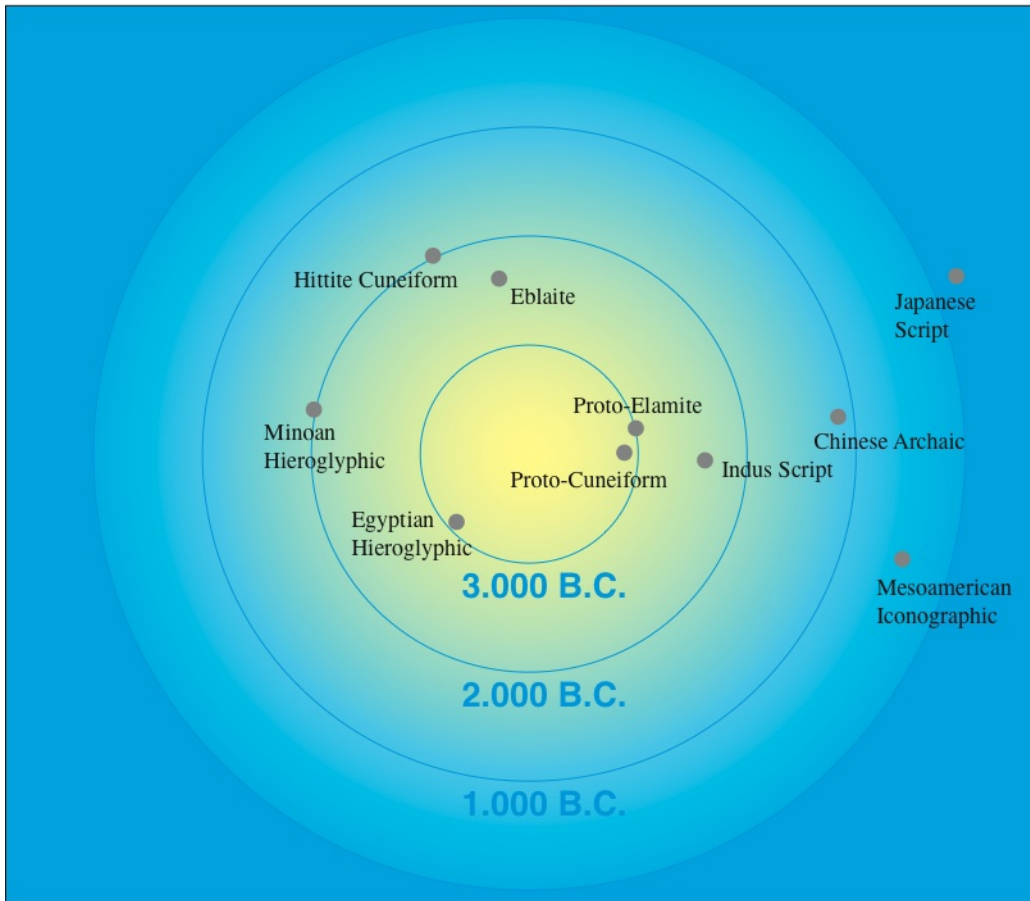 Hittite Cuneiform
Eblaite
Japanese
Script
Proto-Elamite
Minoan
Hieroglyphic
Chinese Archaic
Proto-Cuneiform
Indus Script
Egyptian
Hieroglyphic
3.000 B.C.
Mesoamerican
Iconographic
2.000 B.C.
1.000 B.C.